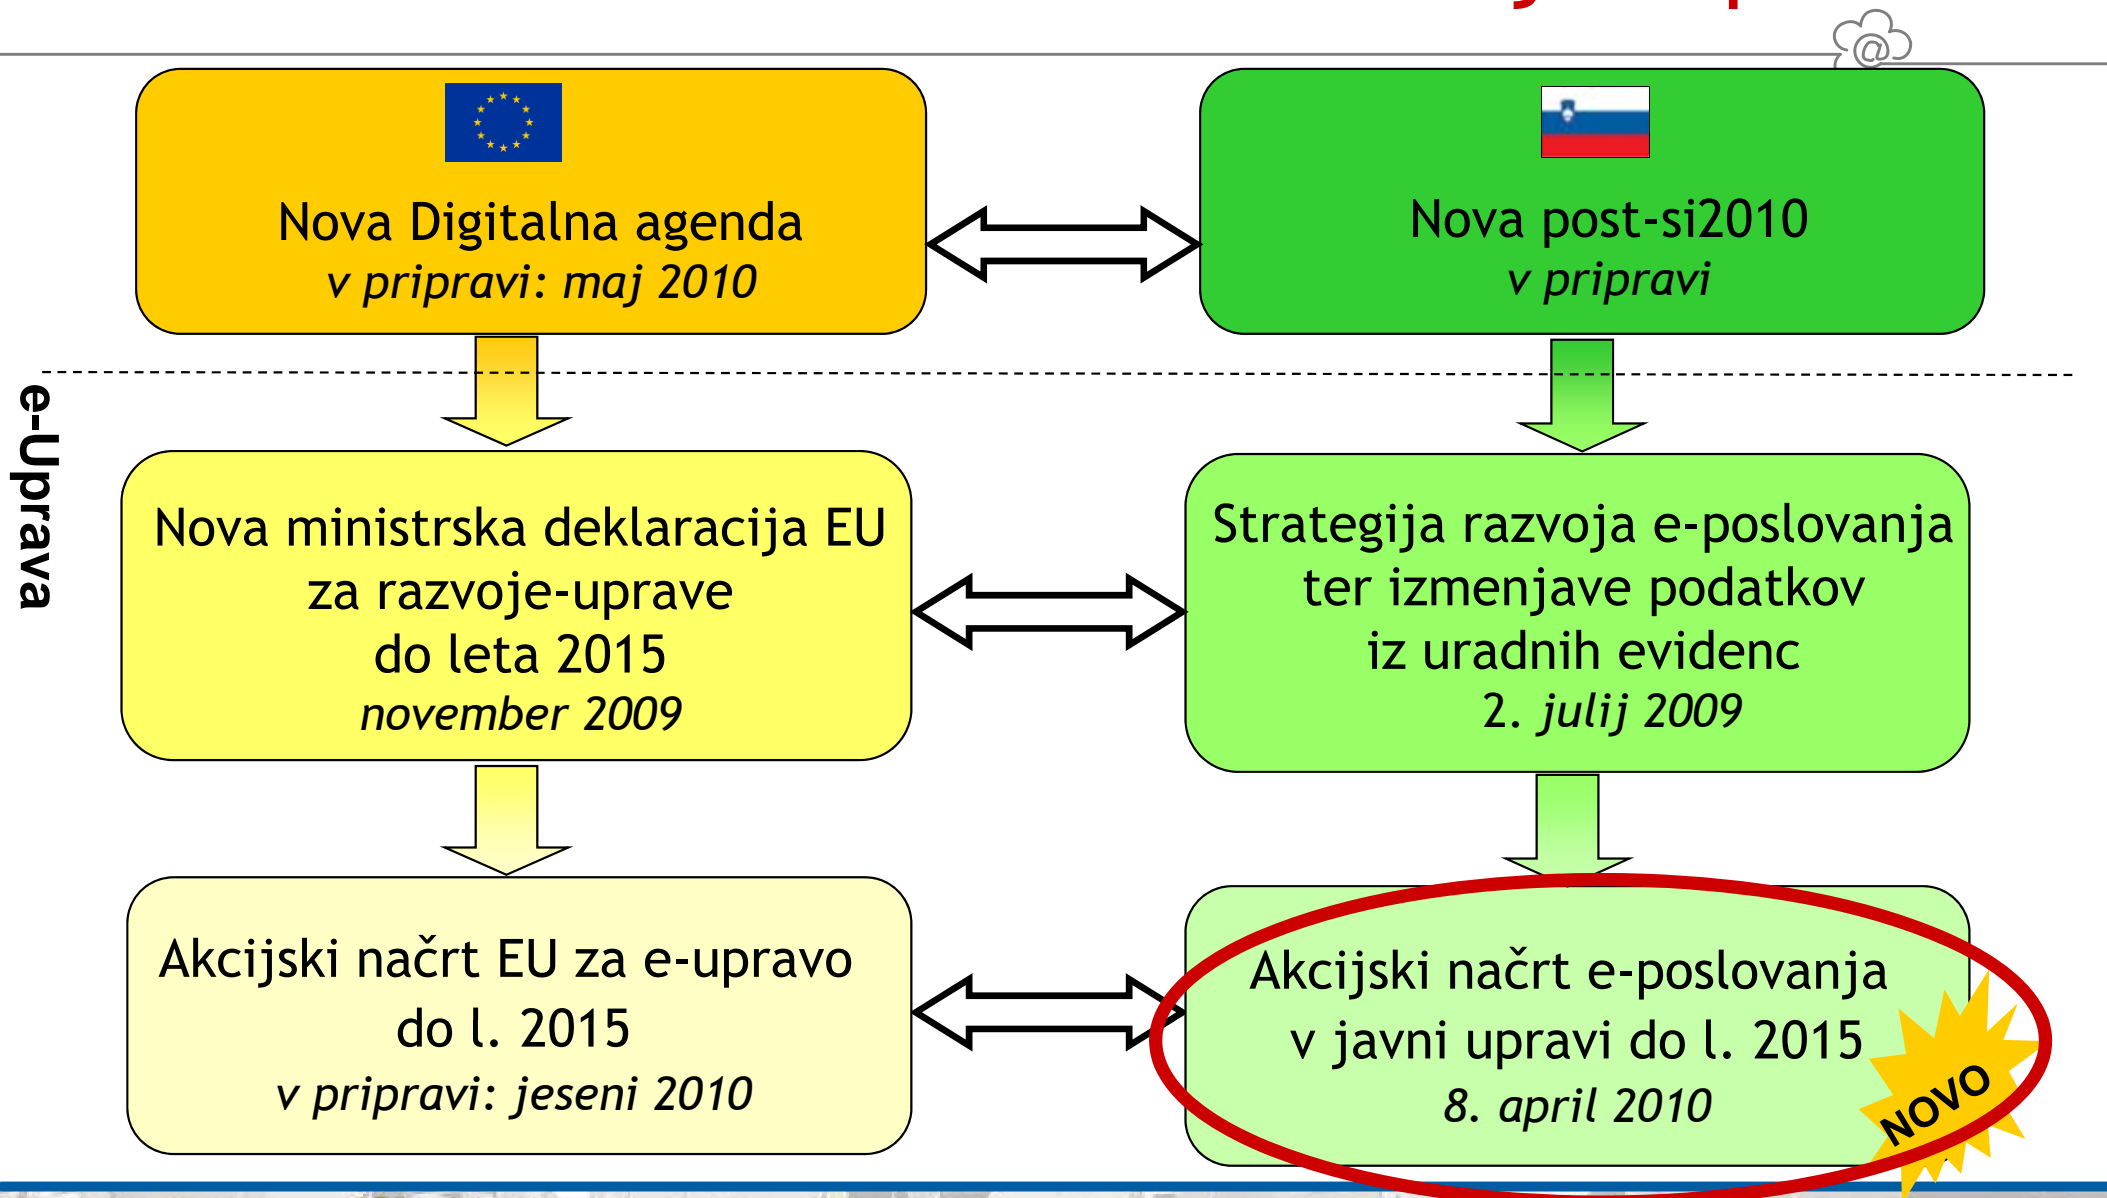 Nova Digitalna agenda
v pripravi: maj 2010
Nova post-si2010
v pripravi
e-Uprava
Nova ministrska deklaracija EU
za razvoje-uprave
do leta 2015
november 2009
Strategija razvoja e-poslovanja
ter izmenjave podatkov
iz uradnih evidenc
2. julij 2009
Akcijski načrt EU za e-upravo
do l. 2015
v pripravi: jeseni 2010
Akcijski načrt e-poslovanja
v javni upravi do l. 2015
8. april 2010
NOVO